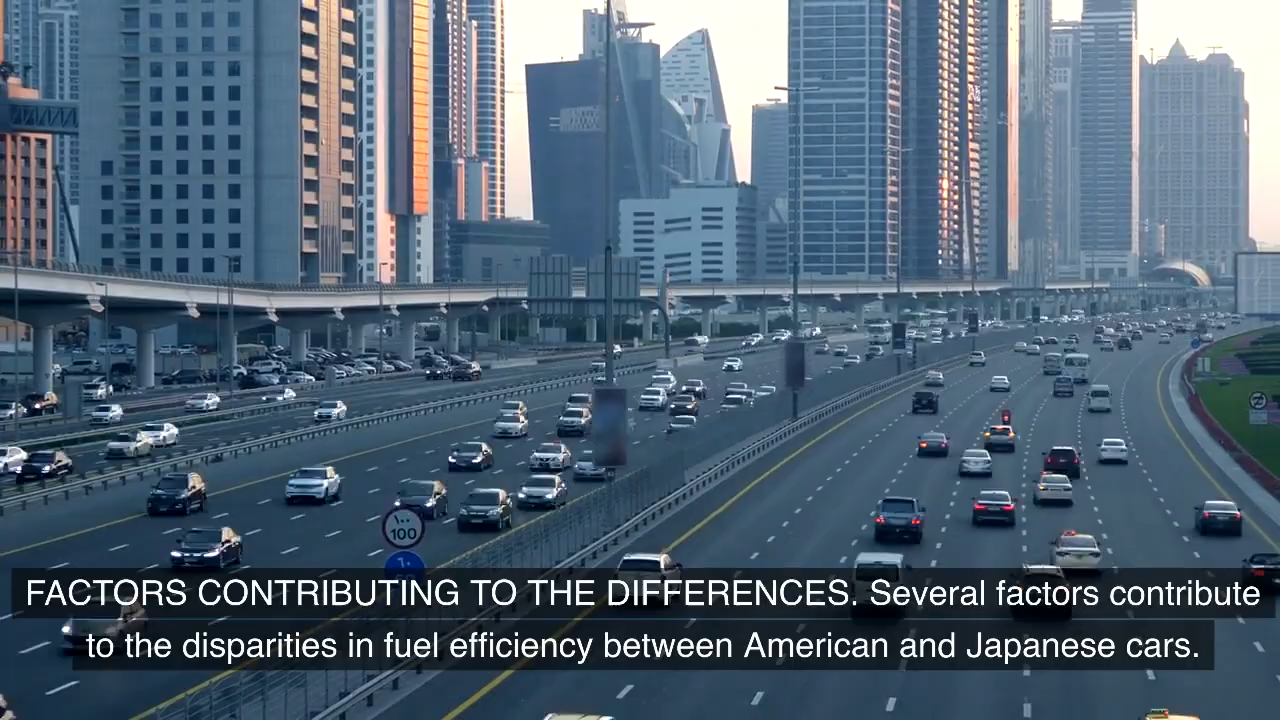 ١٠٠
100
FACTORS CONTRIBUTING TO THE DIFFERENCES. Several factors contribute
to the disparities in fuel efficiency between American and Japanese cars.